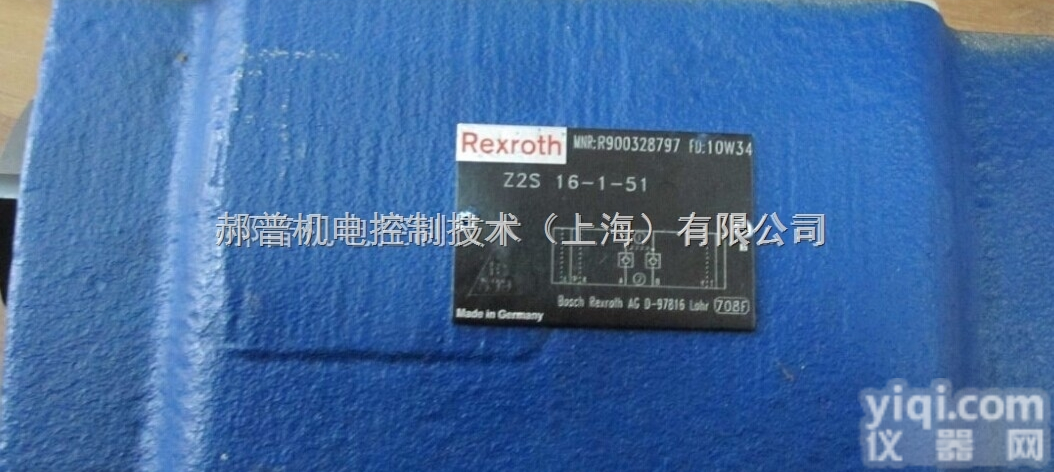 Rexroth MNR:R900328797 FD:10W34
Z2S 16-1-51
郝普机电控制技术（上海）有限公司
Bosch Rexroth AG D-97816 Lohr 708F
Made in Germany
yiqi.com
仪器网